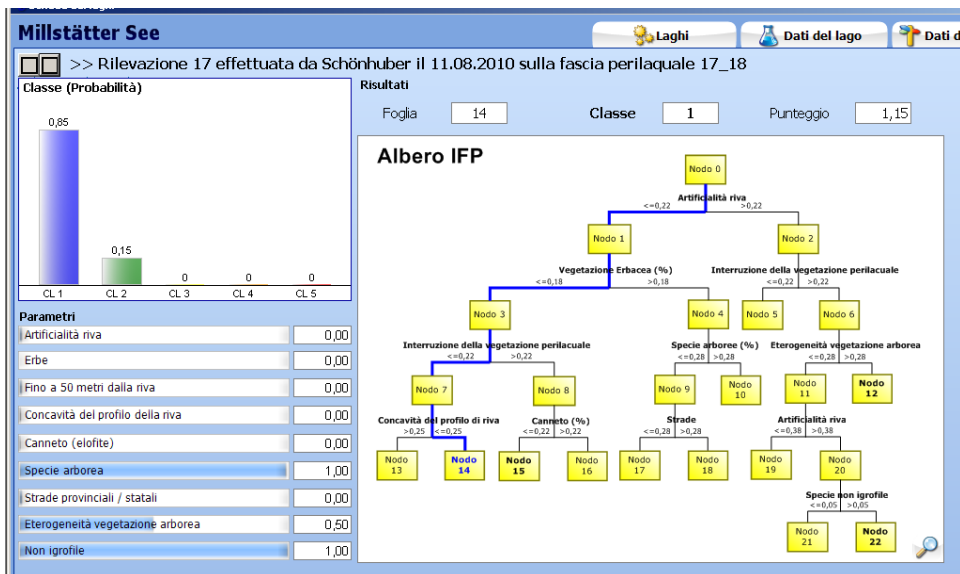 Millstätter See
Laghi
Dati del lago
Dati d
>> Rilevazione 17 effettuata da Schönhuber il 11.08.2010 sulla fascia perilaquale 17_18
Classe (Probabilità)
0,85
0,15
0
0
0
CL 1
CL 2
CL 3
CL 4
CL 5
Parametri
Artificialità riva 0,00
Erbe 0,00
Fino a 50 metri dalla riva 0,00
Concavità del profilo della riva 0,00
Canneto (elofite) 0,00
Specie arborea 1,00
Strade provinciali / statali 0,00
Eterogeneità vegetazione arborea 0,50
Non igrofile 1,00
Risultati
Foglia 14 Classe 1 Punteggio 1,15
Albero IFP
Nodo 0
Artificialità riva
<=0,22 >0,22
Nodo 1 Nodo 2
Vegetazione Erbacea (%) Interruzione della vegetazione perilacuale
<=0,18 >0,18 <=0,22 >0,22
Nodo 3 Nodo 4 Nodo 5 Nodo 6
Interruzione della vegetazione perilacuale Specie arboree (%) Eterogeneità vegetazione arborea
<=0,22 >0,22 <=0,28 >0,28 <=0,28 >0,28
Nodo 7 Nodo 8 Nodo 9 Nodo 10 Nodo 11 Nodo 12
Concavità del profilo di riva Canneto (%) Strade Artificialità riva
>0,25 <=0,25 <=0,22 >0,22 <=0,28 >0,28 <=0,38 >0,38
Nodo 13 Nodo 14 Nodo 15 Nodo 16 Nodo 17 Nodo 18 Nodo 19 Nodo 20
Specie non igrofile
<=0,05 >0,05
Nodo 21 Nodo 22